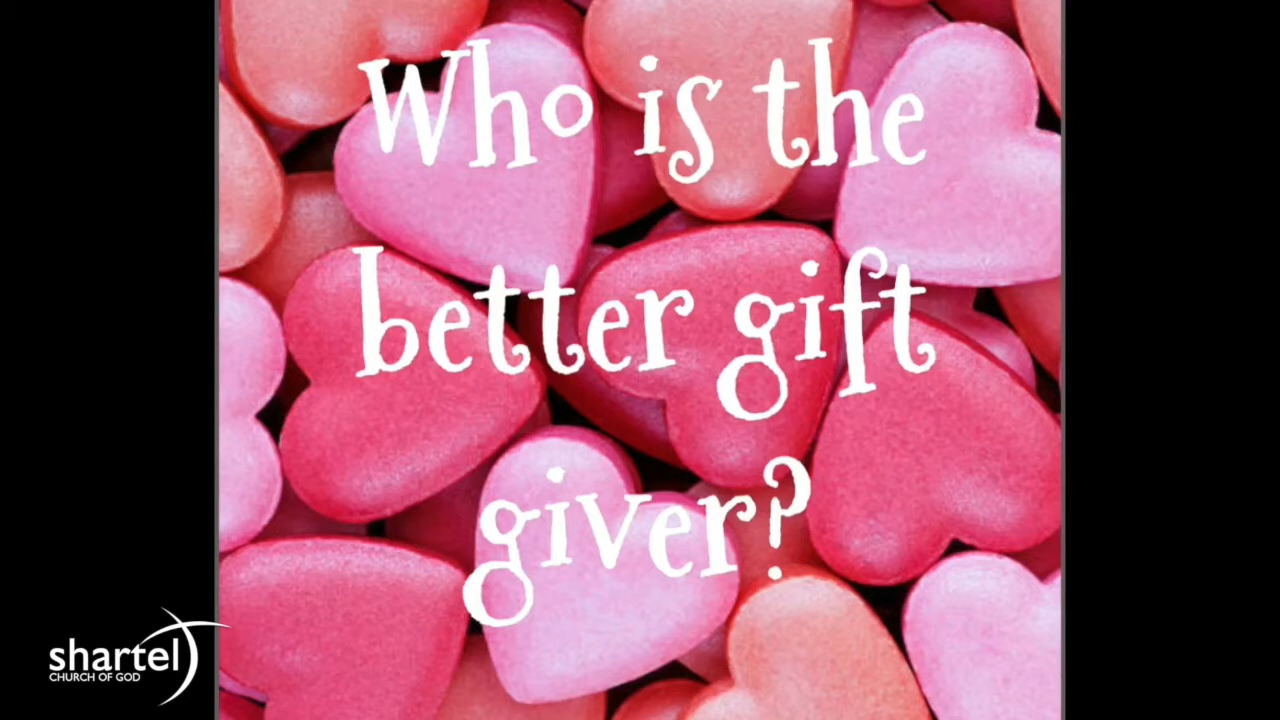 Who is the
better gift
giver?
shartel
CHURCH OF GOD